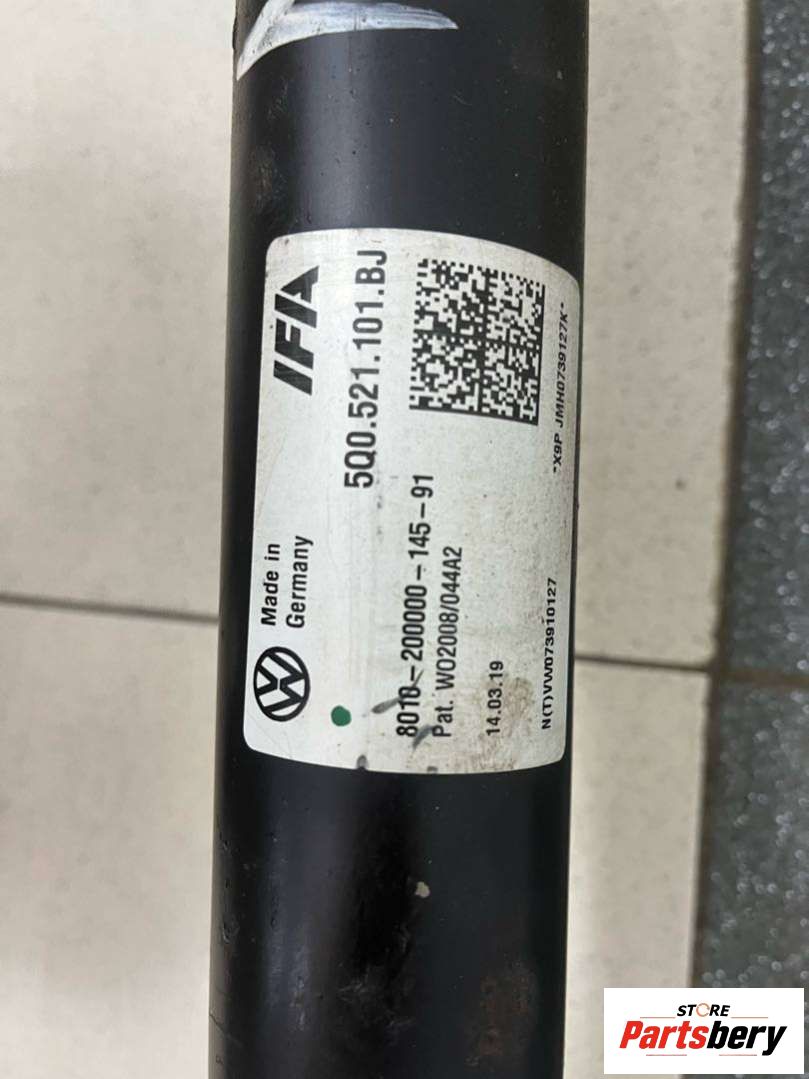 IFA
5Q0.521.101.BJ
Made in
Germany
8010-200000-145-91
Pat. WO2008/044A2
14.03.19
*X9P JMH0739127K*
N(T)VW073910127
STORE
Partsbery